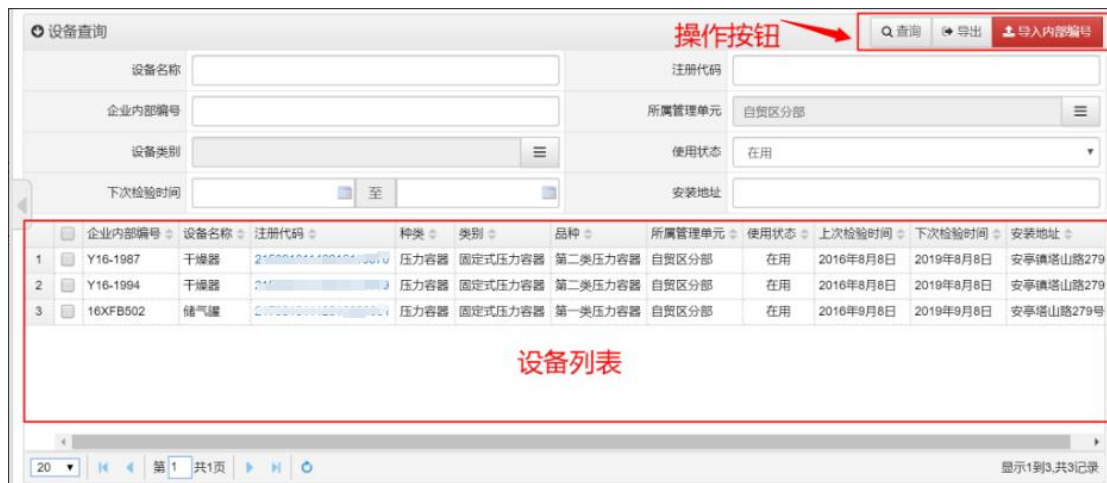 设备查询 操作按钮 查询 导出 导入内部编号
设备名称 注册代码
企业内部编号 所属管理单元 自贸区分部
设备类别 使用状态 在用
下次检验时间 至 安装地址
企业内部编号 设备名称 注册代码 种类 类别 品种 所属管理单元 使用状态 上次检验时间 下次检验时间 安装地址
1 Y16-1987 干燥器 压力容器 固定式压力容器 第二类压力容器 自贸区分部 在用 2016年8月8日 2019年8月8日 安亭镇塔山路279
2 Y16-1994 干燥器 压力容器 固定式压力容器 第二类压力容器 自贸区分部 在用 2016年8月8日 2019年8月8日 安亭镇塔山路279
3 16XFB502 储气罐 压力容器 固定式压力容器 第一类压力容器 自贸区分部 在用 2016年9月8日 2019年9月8日 安亭塔山路279号
设备列表
20 第 1 共1页 显示1到3,共3记录